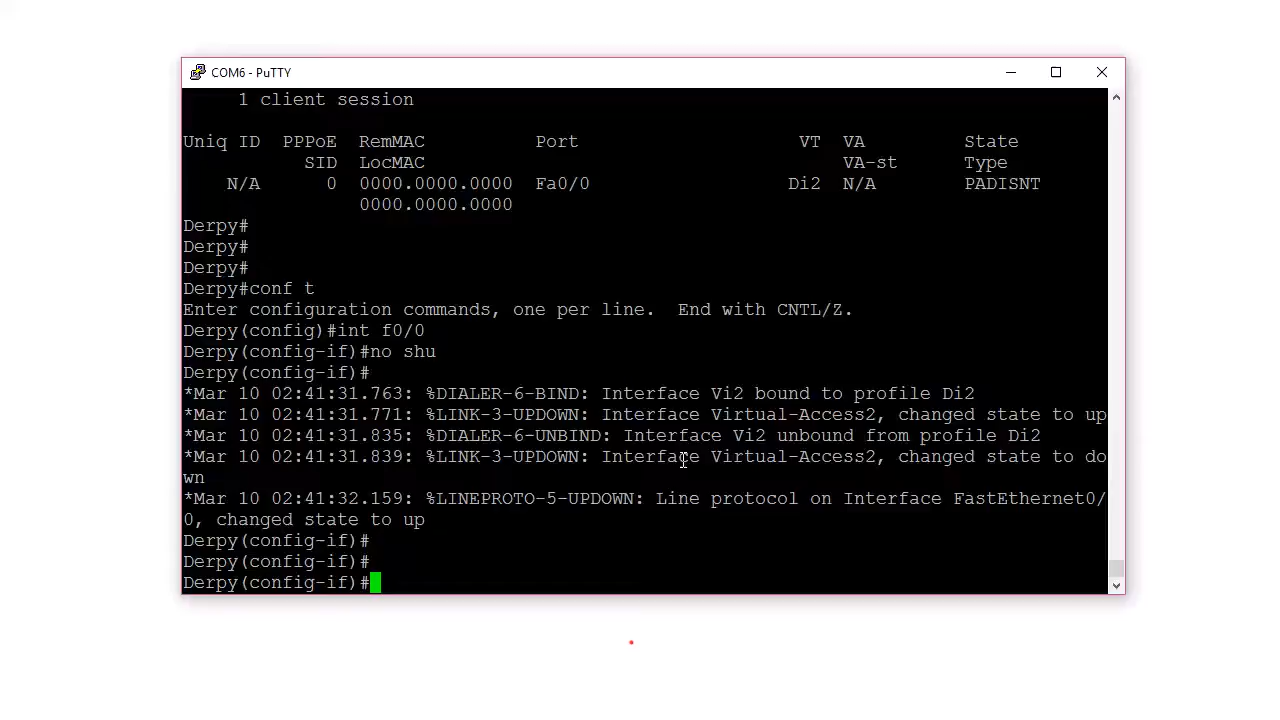 COM6 - PuTTY
1 client session
Uniq ID PPPoE RemMAC Port VT VA State
SID LocMAC VA-st Type
N/A 0 0000.0000.0000 Fa0/0 Di2 N/A PADISNT
0000.0000.0000
Derpy#
Derpy#
Derpy#
Derpy#conf t
Enter configuration commands, one per line. End with CNTL/Z.
Derpy(config)#int f0/0
Derpy(config-if)#no shu
Derpy(config-if)#
*Mar 10 02:41:31.763: %DIALER-6-BIND: Interface Vi2 bound to profile Di2
*Mar 10 02:41:31.771: %LINK-3-UPDOWN: Interface Virtual-Access2, changed state to up
*Mar 10 02:41:31.835: %DIALER-6-UNBIND: Interface Vi2 unbound from profile Di2
*Mar 10 02:41:31.839: %LINK-3-UPDOWN: Interface Virtual-Access2, changed state to do
wn
*Mar 10 02:41:32.159: %LINEPROTO-5-UPDOWN: Line protocol on Interface FastEthernet0/
0, changed state to up
Derpy(config-if)#
Derpy(config-if)#
Derpy(config-if)#